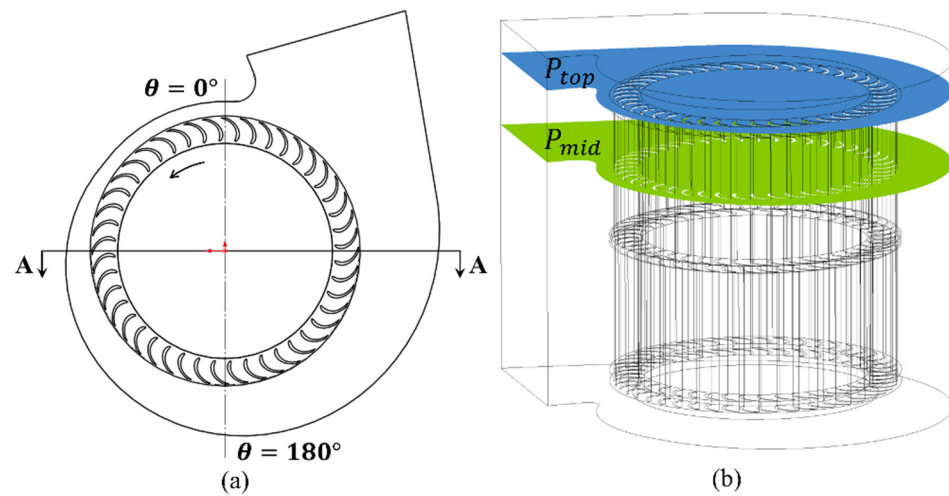 θ = 0°
A
A
θ = 180°
(a)
P_top
P_mid
(b)